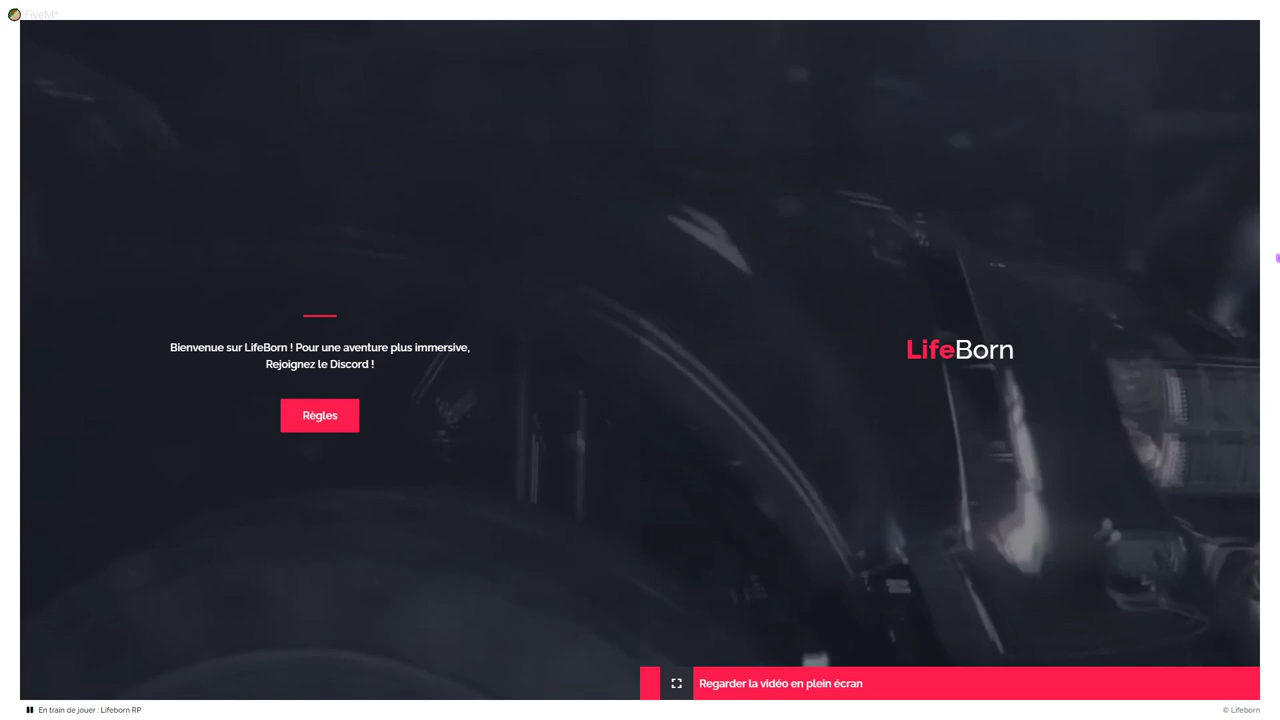 FiveM*
Bienvenue sur LifeBorn ! Pour une aventure plus immersive,
Rejoignez le Discord !
Règles
LifeBorn
Regarder la vidéo en plein écran
En train de jouer : Lifeborn RP
© Lifeborn